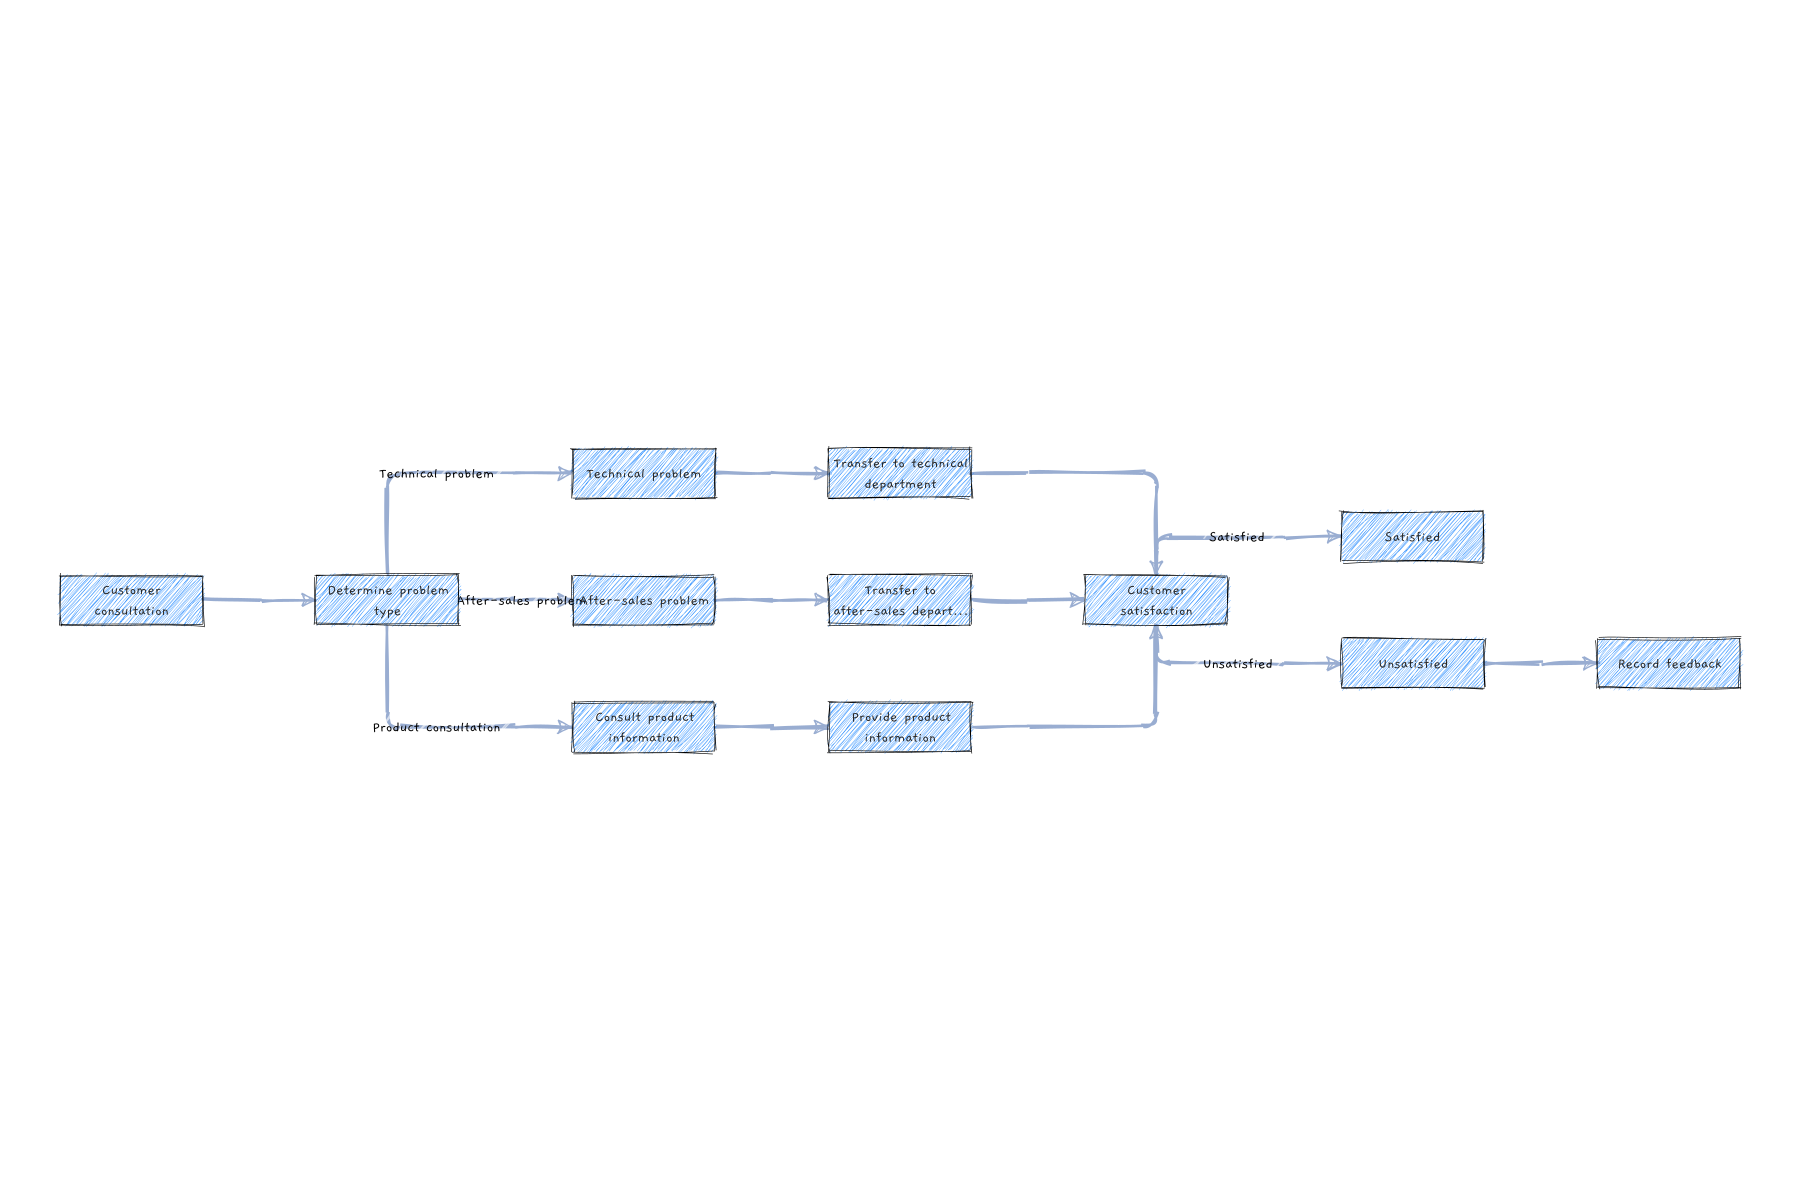 Technical problem
Technical problem
Transfer to technical
department
Satisfied
Satisfied
Customer
consultation
Determine problem
type
After-sales problem
After-sales problem
Transfer to
after-sales depart...
Customer
satisfaction
Unsatisfied
Unsatisfied
Record feedback
Product consultation
Consult product
information
Provide product
information